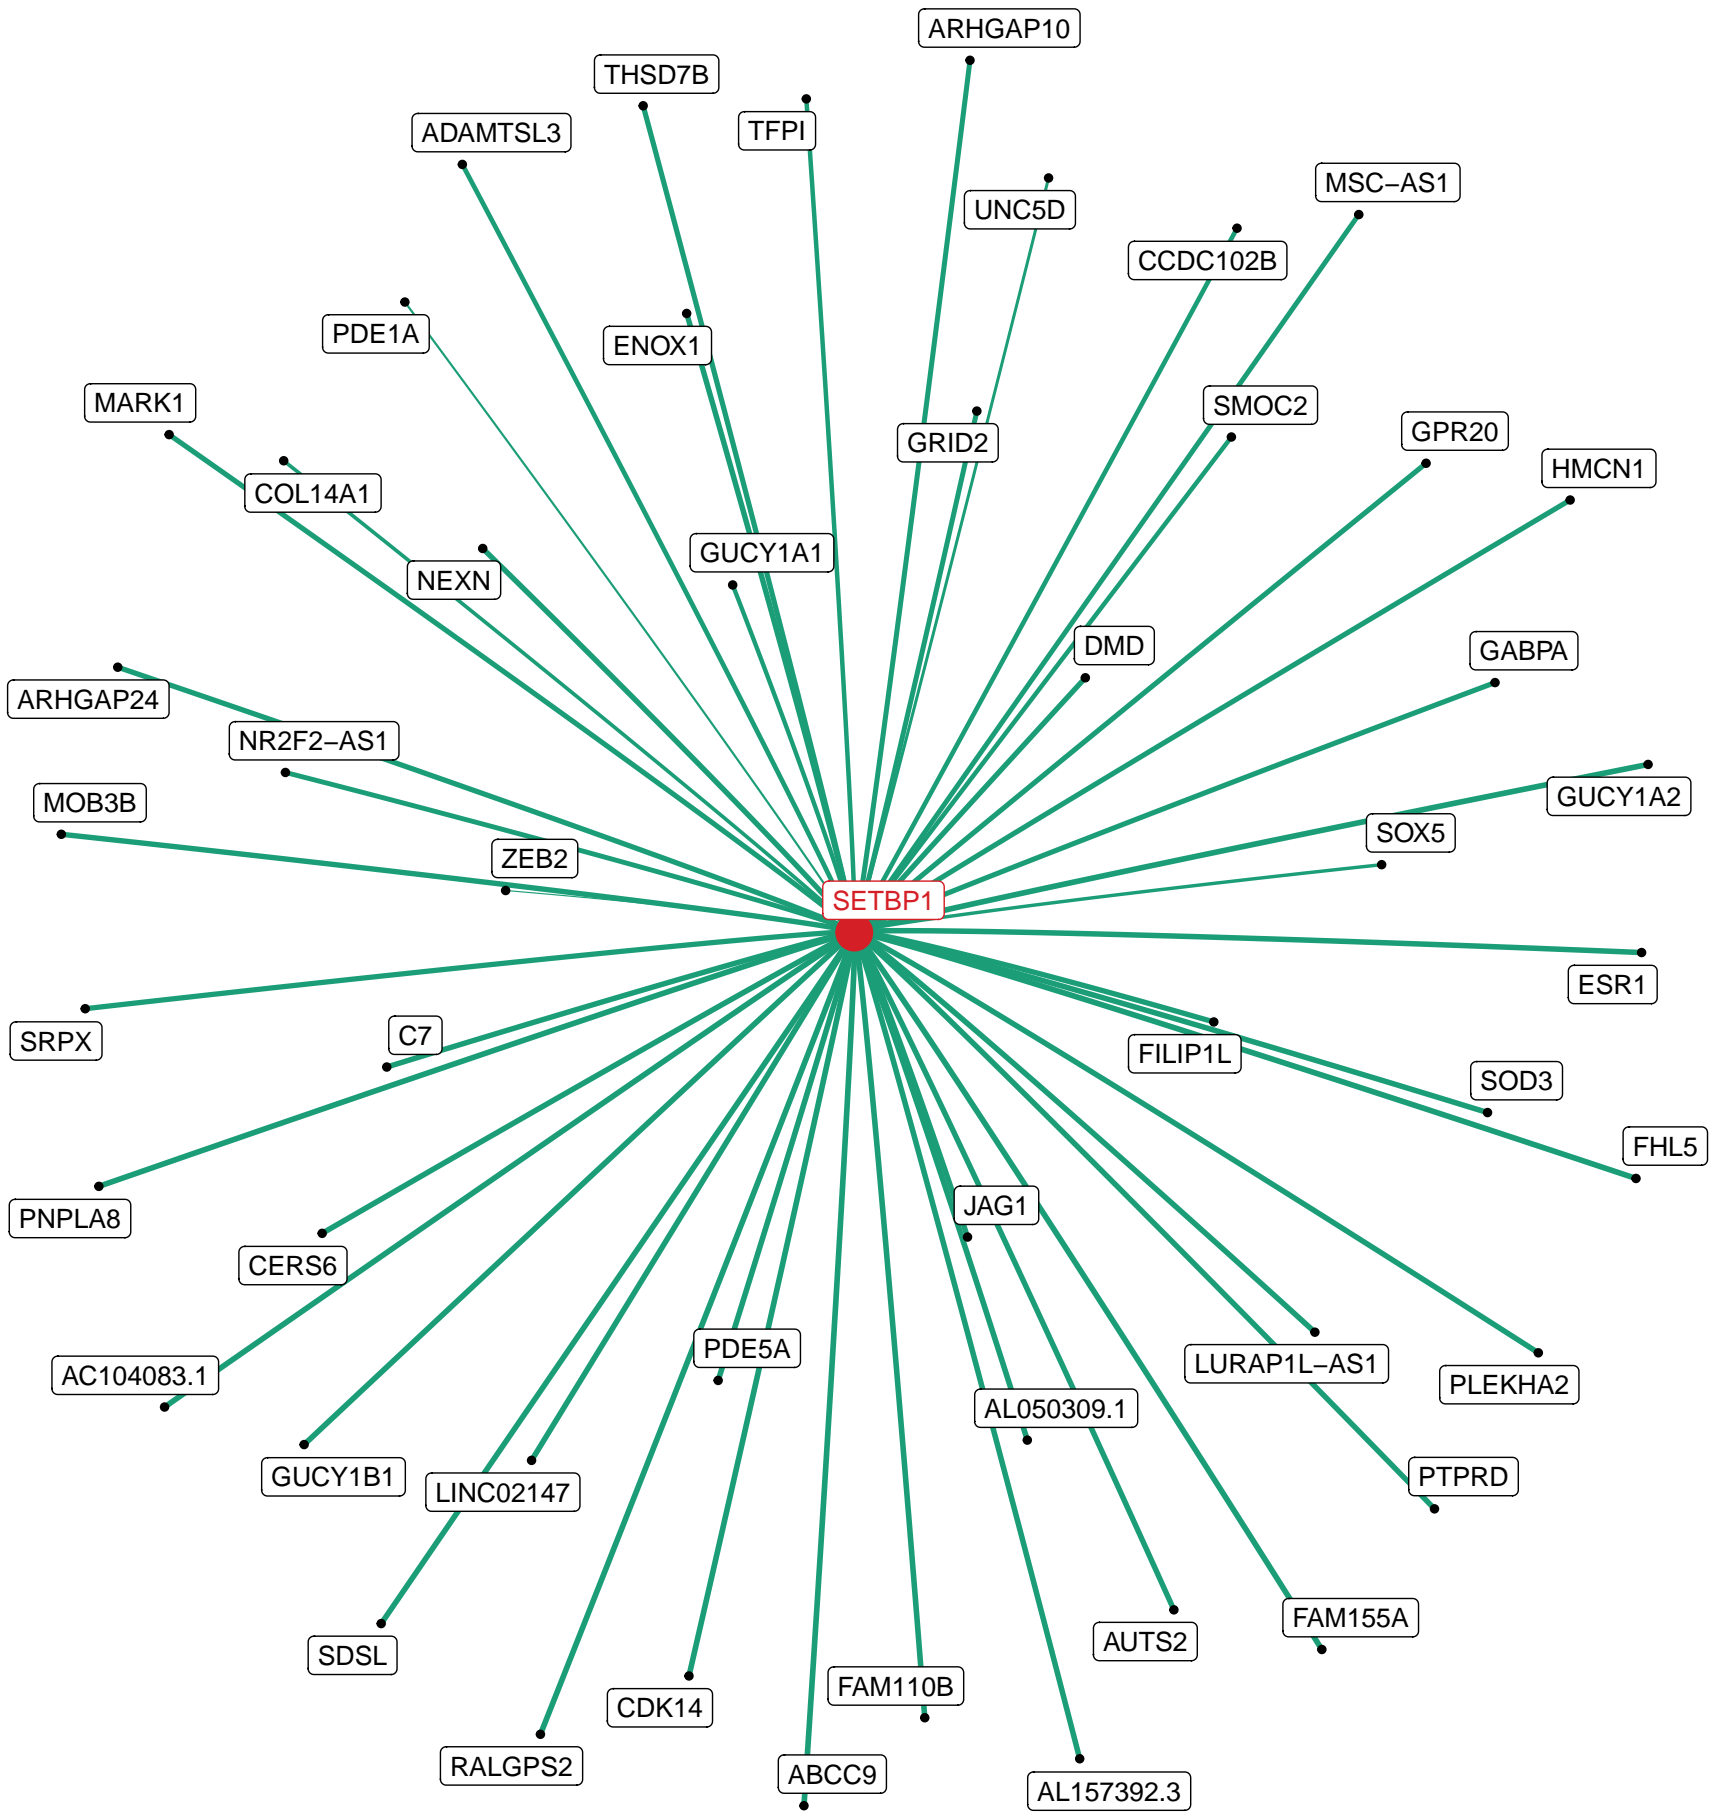 ARHGAP10
THSD7B
TFPI
ADAMTSL3
MSC−AS1
UNC5D
CCDC102B
PDE1A
ENOX1
MARK1
SMOC2
GPR20
GRID2
HMCN1
COL14A1
GUCY1A1
NEXN
DMD
GABPA
ARHGAP24
NR2F2−AS1
GUCY1A2
MOB3B
SOX5
ZEB2
SETBP1
ESR1
C7
SRPX
FILIP1L
SOD3
FHL5
JAG1
PNPLA8
CERS6
PDE5A
LURAP1L−AS1
AC104083.1
PLEKHA2
AL050309.1
GUCY1B1
PTPRD
LINC02147
FAM155A
AUTS2
SDSL
FAM110B
CDK14
RALGPS2
ABCC9
AL157392.3